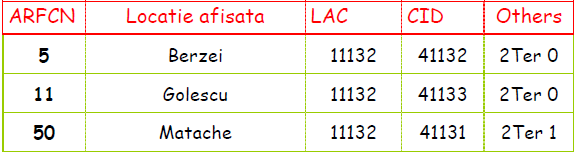 ARFCN Locatie afisata LAC CID Others
5 Berzei 11132 41132 2Ter 0
11 Golescu 11132 41133 2Ter 0
50 Matache 11132 41131 2Ter 1